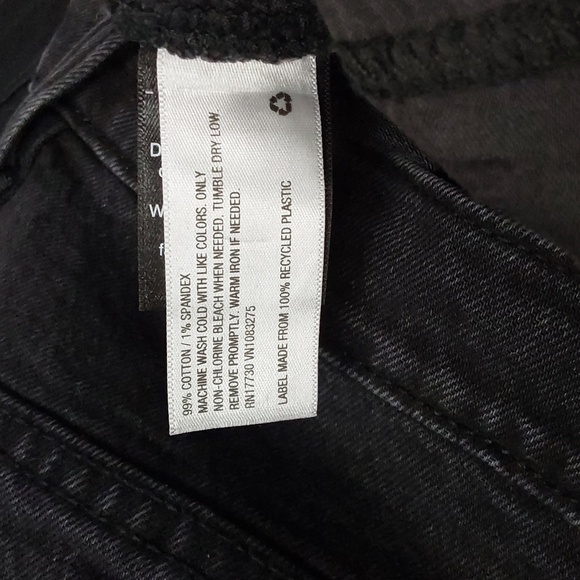 99% COTTON / 1% SPANDEX
MACHINE WASH COLD WITH LIKE COLORS. ONLY
NON-CHLORINE BLEACH WHEN NEEDED. TUMBLE DRY LOW.
REMOVE PROMPTLY. WARM IRON IF NEEDED.
RN17730 VN1083275
LABEL MADE FROM 100% RECYCLED PLASTIC